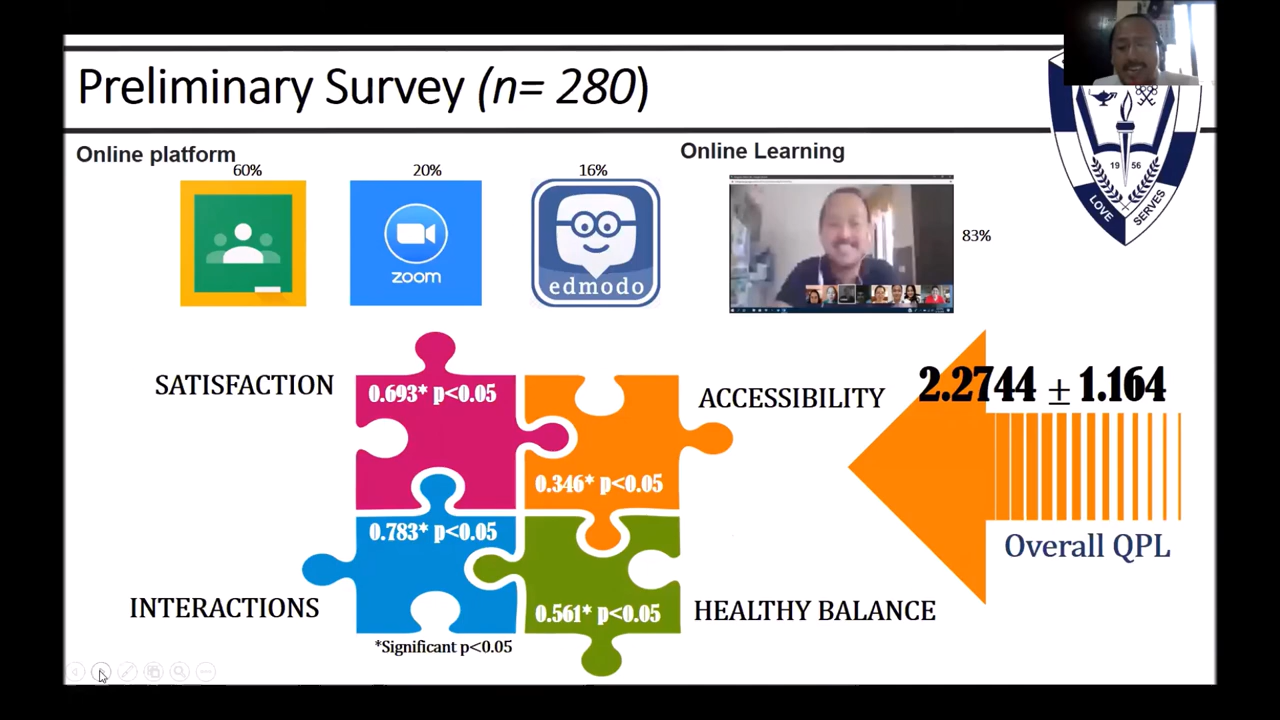 Preliminary Survey (n= 280)
Online platform
60%
20%
16%
zoom
edmodo
Online Learning
83%
19 56
LOVE
SERVES
SATISFACTION
0.693* p<0.05
ACCESSIBILITY
0.346* p<0.05
2.2744 ± 1.164
Overall QPL
INTERACTIONS
0.783* p<0.05
HEALTHY BALANCE
0.561* p<0.05
*Significant p<0.05